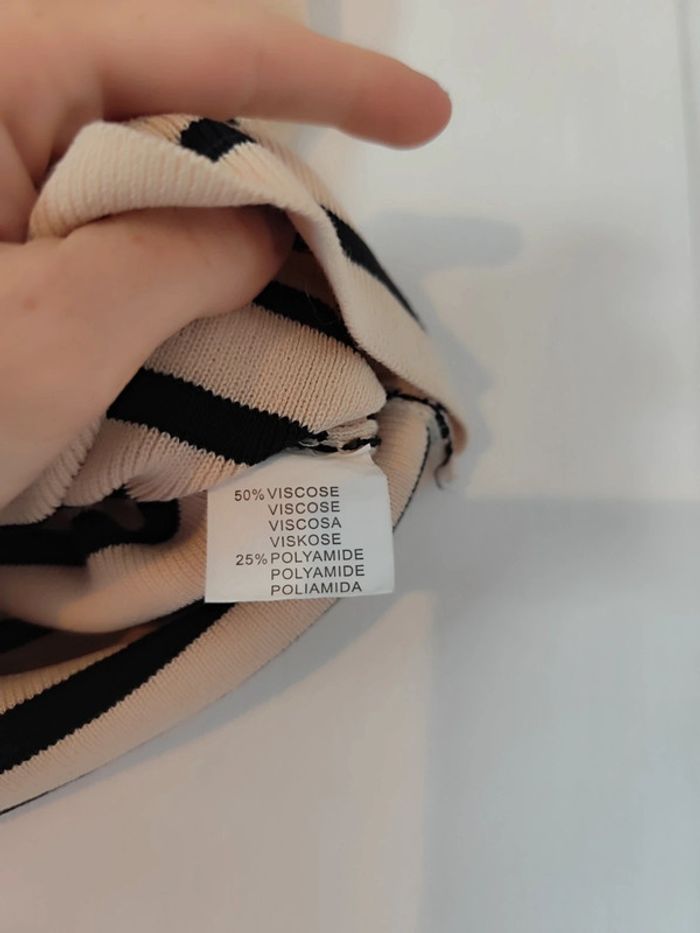 50% VISCOSE
VISCOSE
VISCOSA
VISKOSE
25% POLYAMIDE
POLYAMIDE
POLIAMIDA